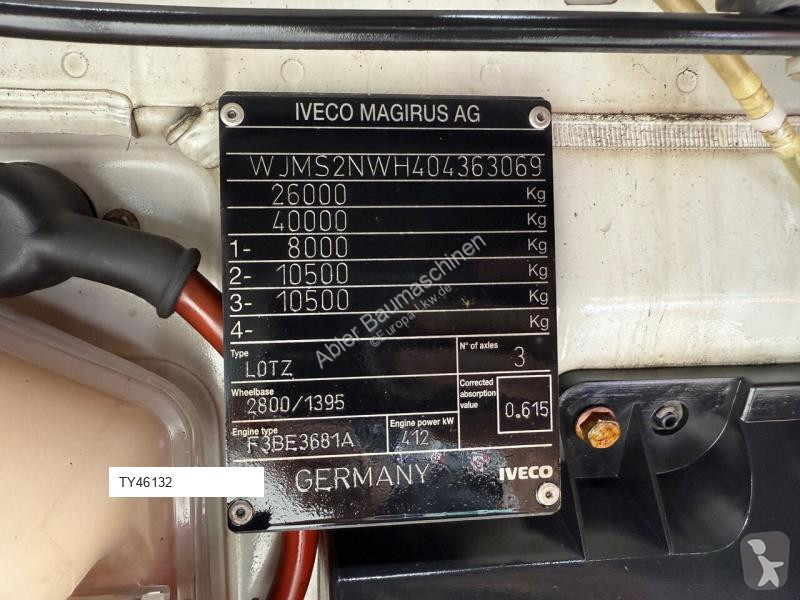 IVECO MAGIRUS AG
WJMS2NWH404363069
26000 Kg
40000 Kg
1- 8000 Kg
2- 10500 Kg
3- 10500 Kg
4- Kg
Type
LOTZ
N° of axles
3
Wheelbase
2800/1395
Corrected absorption value
0.615
Engine type
F3BE3681A
Engine power kW
412
GERMANY
IVECO
Abler Baumaschinen
©Europa-Lkw.de
TY46132